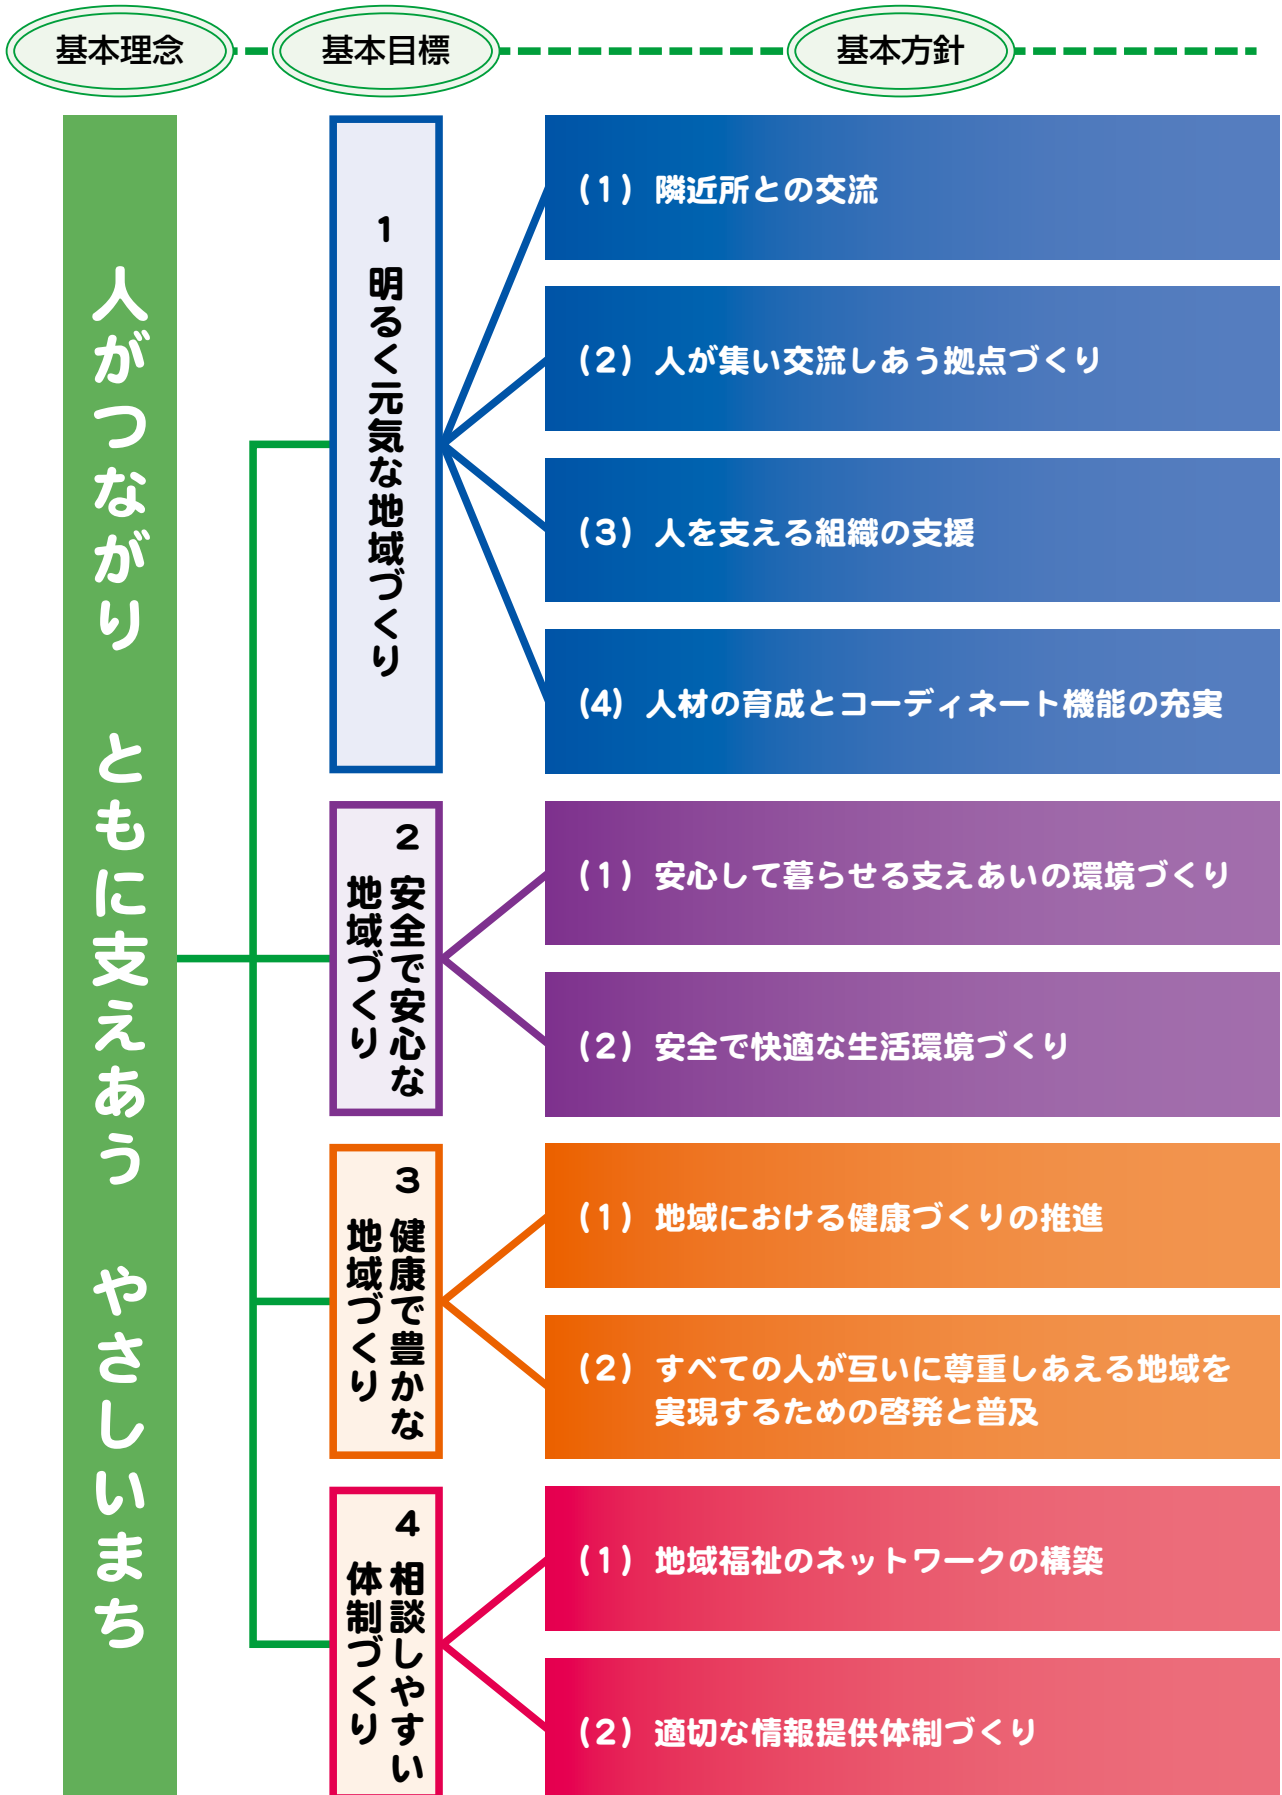 基本理念
基本目標
基本方針
人がつながり　ともに支えあう　やさしいまち
1 明るく元気な地域づくり
(1) 隣近所との交流
(2) 人が集い交流しあう拠点づくり
(3) 人を支える組織の支援
(4) 人材の育成とコーディネート機能の充実
2 安全で安心な
地域づくり
(1) 安心して暮らせる支えあいの環境づくり
(2) 安全で快適な生活環境づくり
3 健康で豊かな
地域づくり
(1) 地域における健康づくりの推進
(2) すべての人が互いに尊重しあえる地域を
実現するための啓発と普及
4 相談しやすい
体制づくり
(1) 地域福祉のネットワークの構築
(2) 適切な情報提供体制づくり